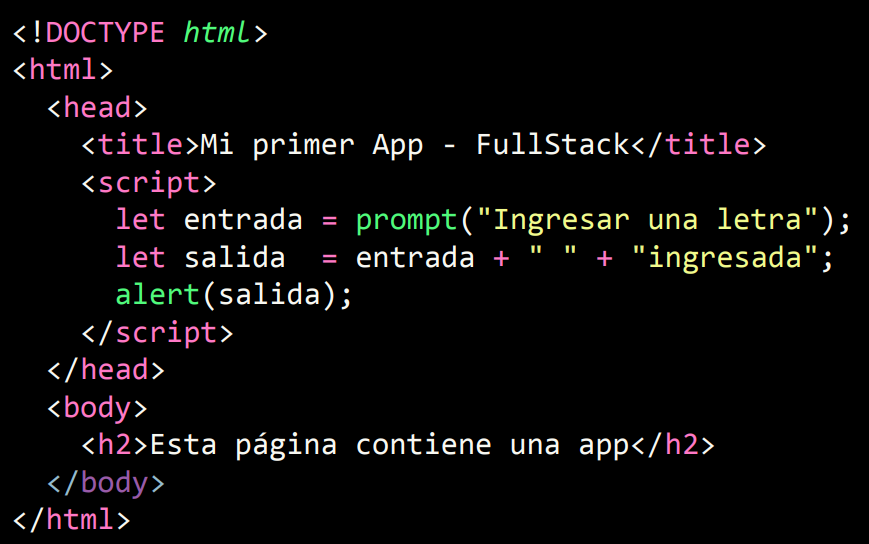 <!DOCTYPE html>
<html>
  <head>
    <title>Mi primer App - FullStack</title>
    <script>
      let entrada = prompt("Ingresar una letra");
      let salida  = entrada + " " + "ingresada";
      alert(salida);
    </script>
  </head>
  <body>
    <h2>Esta página contiene una app</h2>
  </body>
</html>